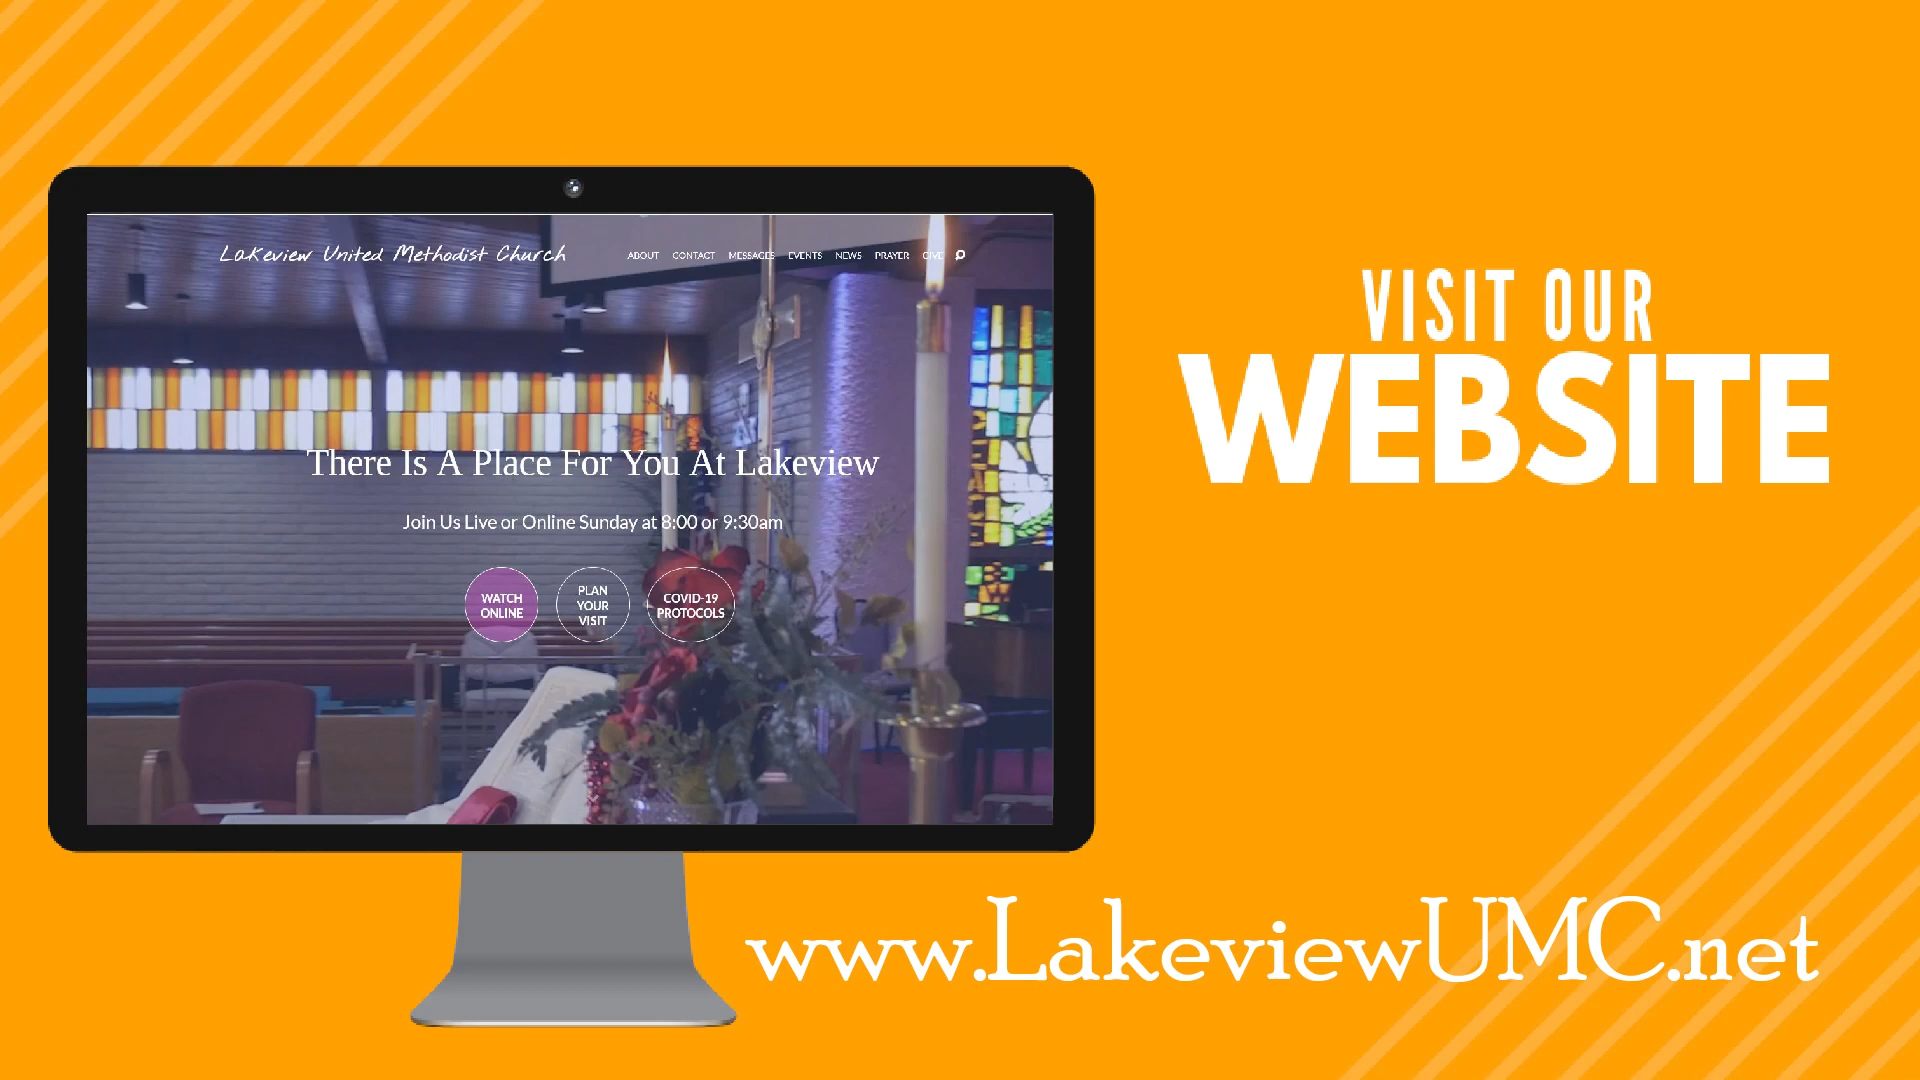 Lakeview United Methodist Church
ABOUT CONTACT MESSAGES EVENTS NEWS PRAYER GIVE
There Is A Place For You At Lakeview
Join Us Live or Online Sunday at 8:00 or 9:30am
WATCH
ONLINE
PLAN
YOUR
VISIT
COVID-19
PROTOCOLS
VISIT OUR
WEBSITE
www.LakeviewUMC.net